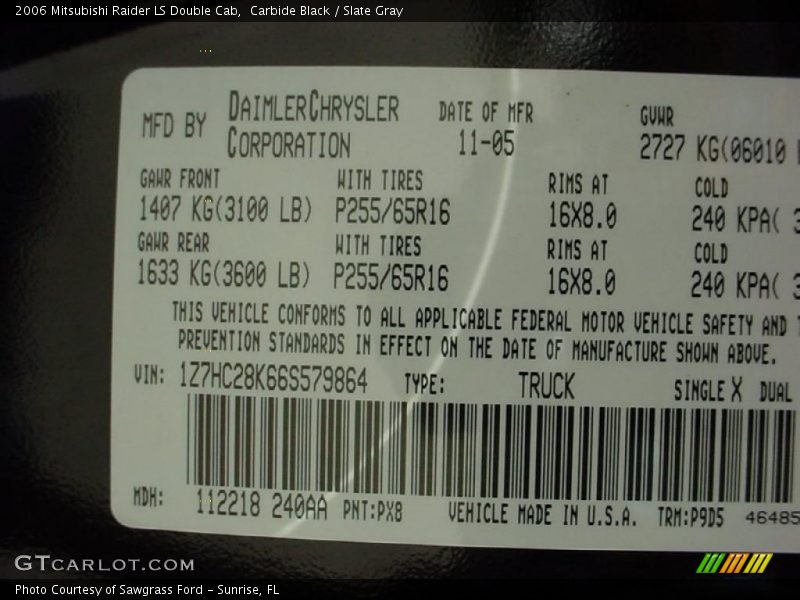 2006 Mitsubishi Raider LS Double Cab,  Carbide Black / Slate Gray
MFD BY DAIMLERCHRYSLER CORPORATION DATE OF MFR 11-05 GVWR 2727 KG(06010
GAWR FRONT WITH TIRES RIMS AT COLD
1407 KG(3100 LB) P255/65R16 16X8.0 240 KPA(
GAWR REAR WITH TIRES RIMS AT COLD
1633 KG(3600 LB) P255/65R16 16X8.0 240 KPA(
THIS VEHICLE CONFORMS TO ALL APPLICABLE FEDERAL MOTOR VEHICLE SAFETY AND
PREVENTION STANDARDS IN EFFECT ON THE DATE OF MANUFACTURE SHOWN ABOVE.
VIN: 1Z7HC28K66S579864 TYPE: TRUCK SINGLE X DUAL
MDH: 112218 240AA PNT:PX8 VEHICLE MADE IN U.S.A. TRM:P9D5 46485
GTCARLOT.COM
Photo Courtesy of Sawgrass Ford - Sunrise, FL